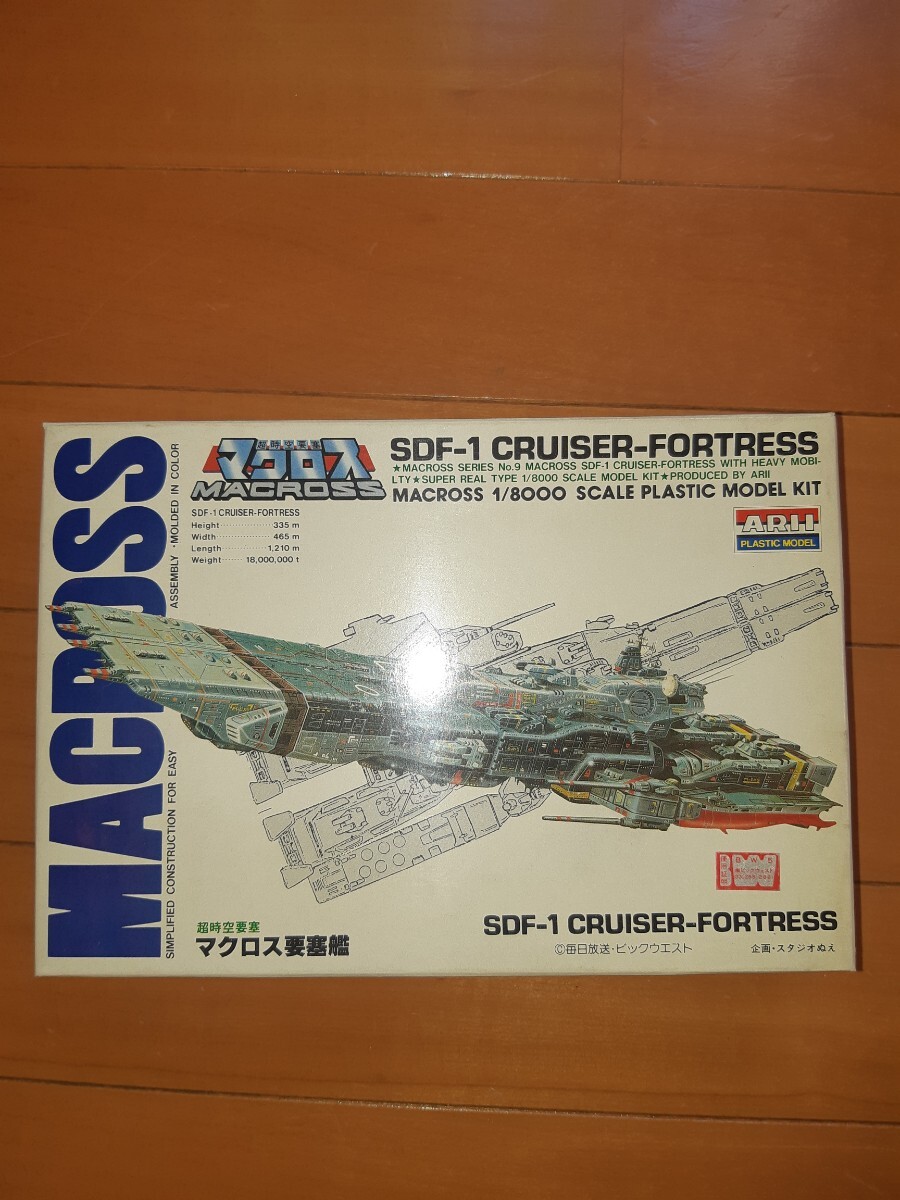 MACROSS
SIMPLIFIED CONSTRUCTION FOR EASY ASSEMBLY・MOLDED IN COLOR
超時空要塞
マクロス
MACROSS
SDF-1 CRUISER-FORTRESS
Height 335 m
Width 465 m
Length 1,210 m
Weight 18,000,000 t
SDF-1 CRUISER-FORTRESS
★MACROSS SERIES No.9 MACROSS SDF-1 CRUISER-FORTRESS WITH HEAVY MOBI-
LTY★SUPER REAL TYPE 1/8000 SCALE MODEL KIT★PRODUCED BY ARII
MACROSS 1/8000 SCALE PLASTIC MODEL KIT
ARII
PLASTIC MODEL
超時空要塞
マクロス要塞艦
SDF-1 CRUISER-FORTRESS
©毎日放送・ビックウエスト
企画・スタジオぬえ